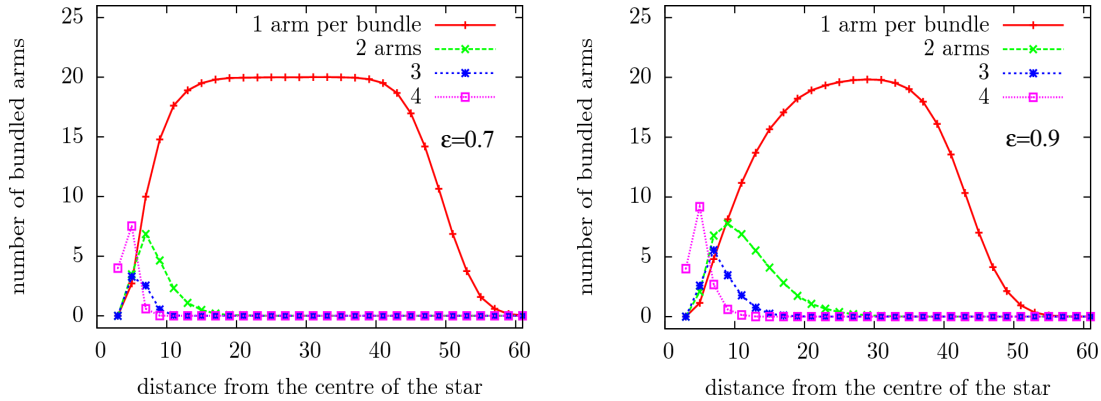 number of bundled arms
25
20
15
10
5
0
1 arm per bundle
2 arms
3
4
ε=0.7
0 10 20 30 40 50 60
distance from the centre of the star
number of bundled arms
25
20
15
10
5
0
1 arm per bundle
2 arms
3
4
ε=0.9
0 10 20 30 40 50 60
distance from the centre of the star